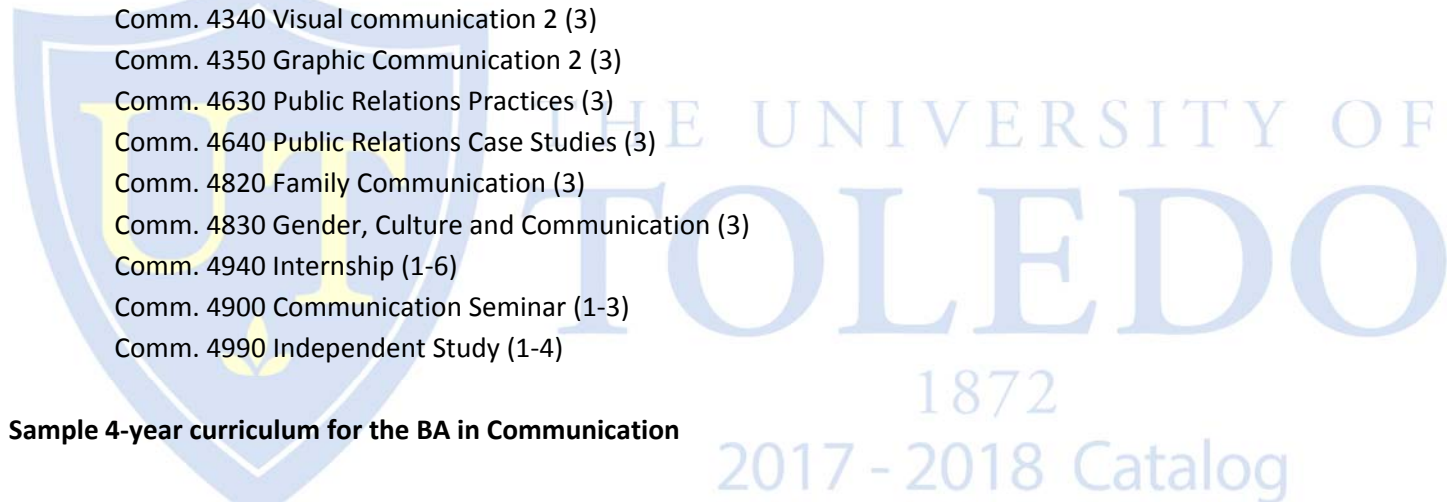 Comm. 4340 Visual communication 2 (3)
Comm. 4350 Graphic Communication 2 (3)
Comm. 4630 Public Relations Practices (3)
Comm. 4640 Public Relations Case Studies (3)
Comm. 4820 Family Communication (3)
Comm. 4830 Gender, Culture and Communication (3)
Comm. 4940 Internship (1-6)
Comm. 4900 Communication Seminar (1-3)
Comm. 4990 Independent Study (1-4)
Sample 4-year curriculum for the BA in Communication
UT
THE UNIVERSITY OF
TOLEDO
1872
2017 - 2018 Catalog